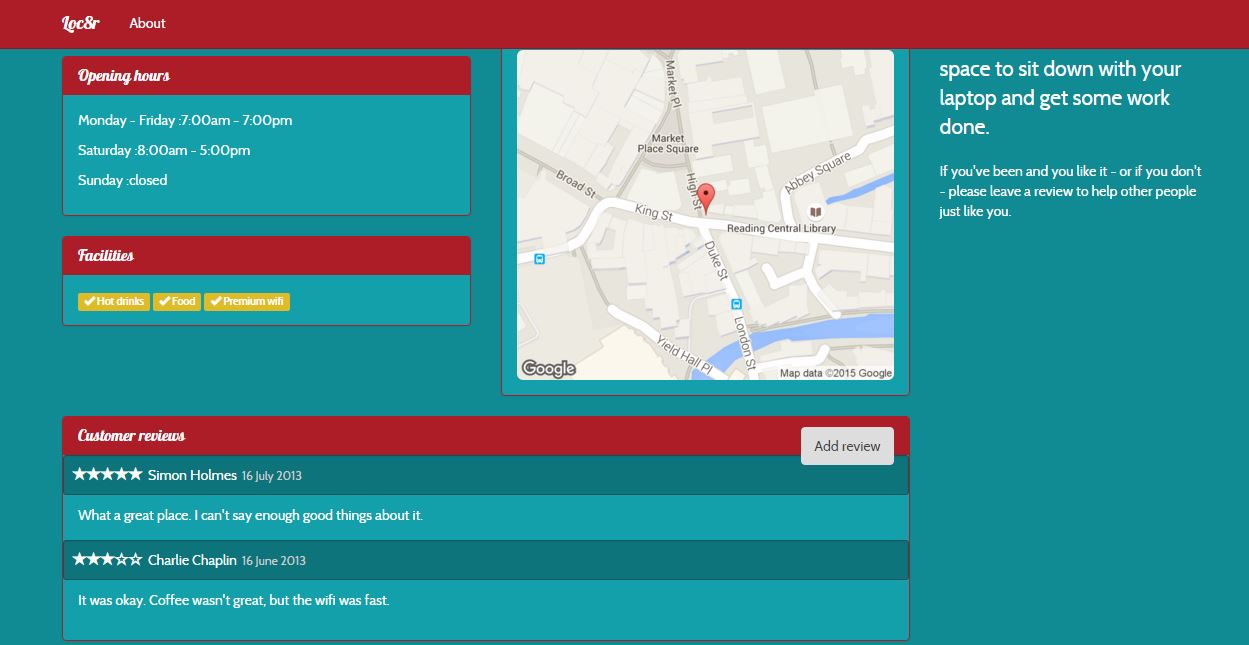 Loc8r
About
Opening hours
Monday - Friday :7:00am - 7:00pm
Saturday :8:00am - 5:00pm
Sunday :closed
Facilities
Hot drinks
Food
Premium wifi
Market Pl
Market
Place Square
Broad St
High St
King St
Abbey Square
Reading Central Library
Duke St
London St
Yield Hall Pl
Google
Map data ©2015 Google
space to sit down with your
laptop and get some work
done.
If you've been and you like it - or if you don't
- please leave a review to help other people
just like you.
Customer reviews
Add review
Simon Holmes 16 July 2013
What a great place. I can't say enough good things about it.
Charlie Chaplin 16 June 2013
It was okay. Coffee wasn't great, but the wifi was fast.